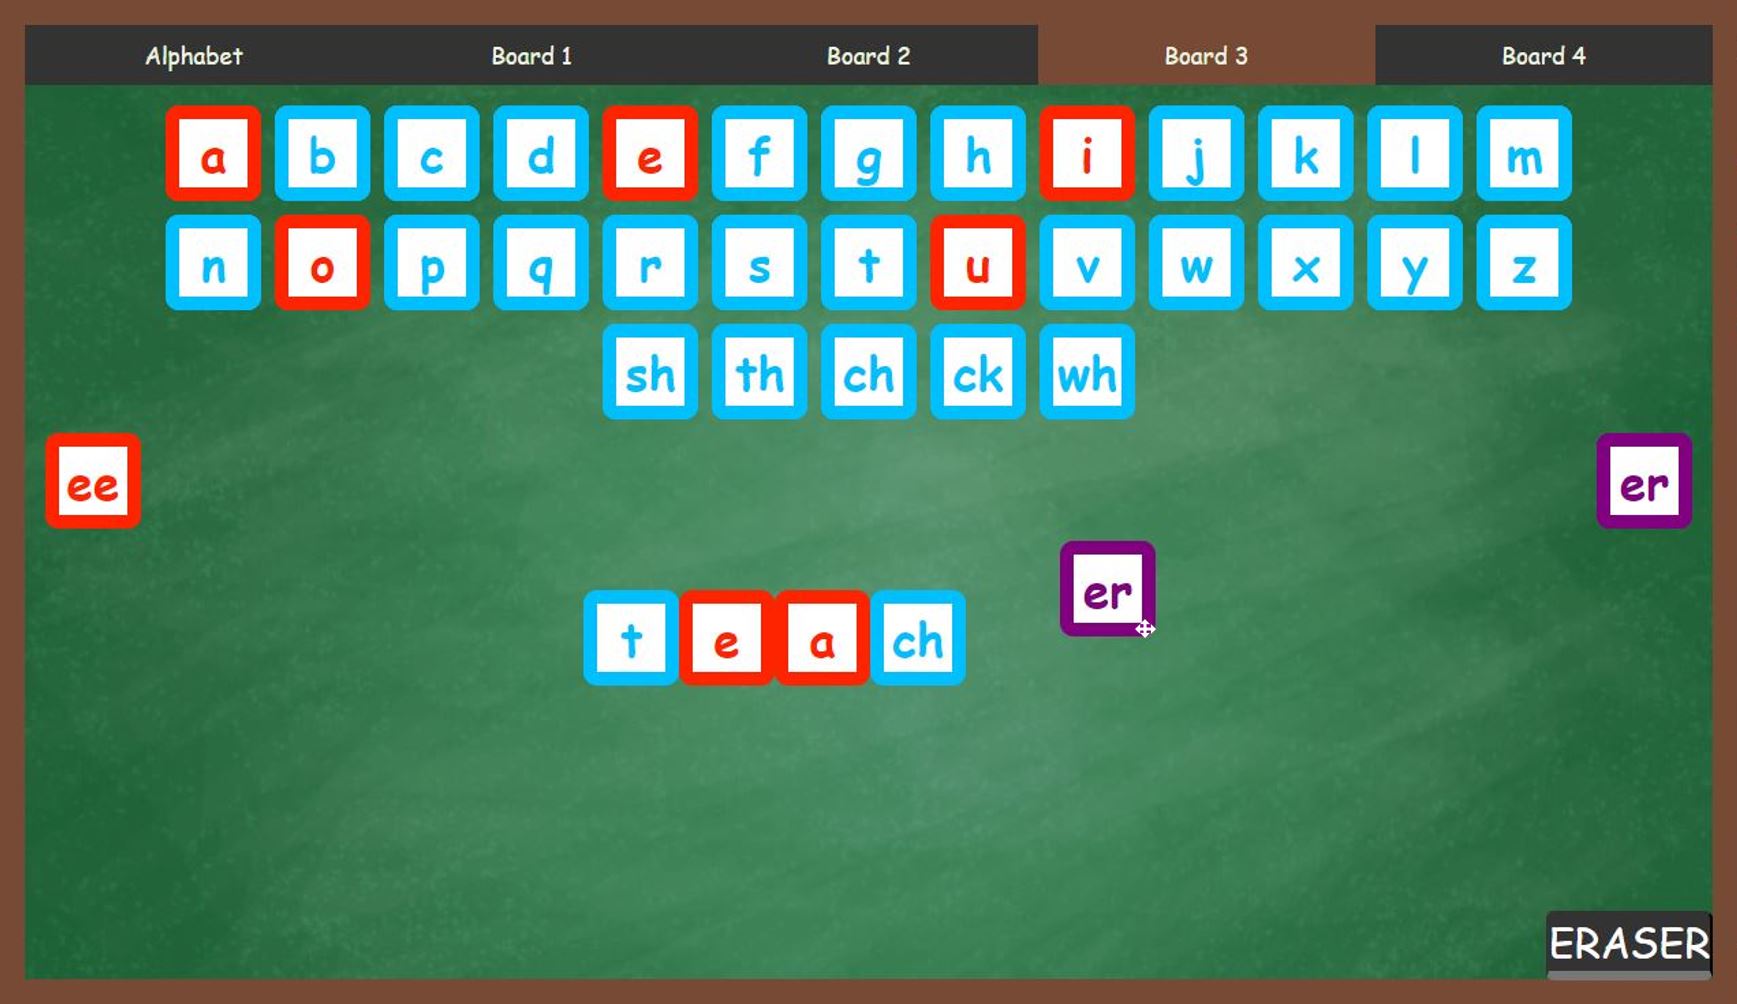 Alphabet Board 1 Board 2 Board 3 Board 4
a b c d e f g h i j k l m
n o p q r s t u v w x y z
sh th ch ck wh
ee er
er
t e a ch
ERASER